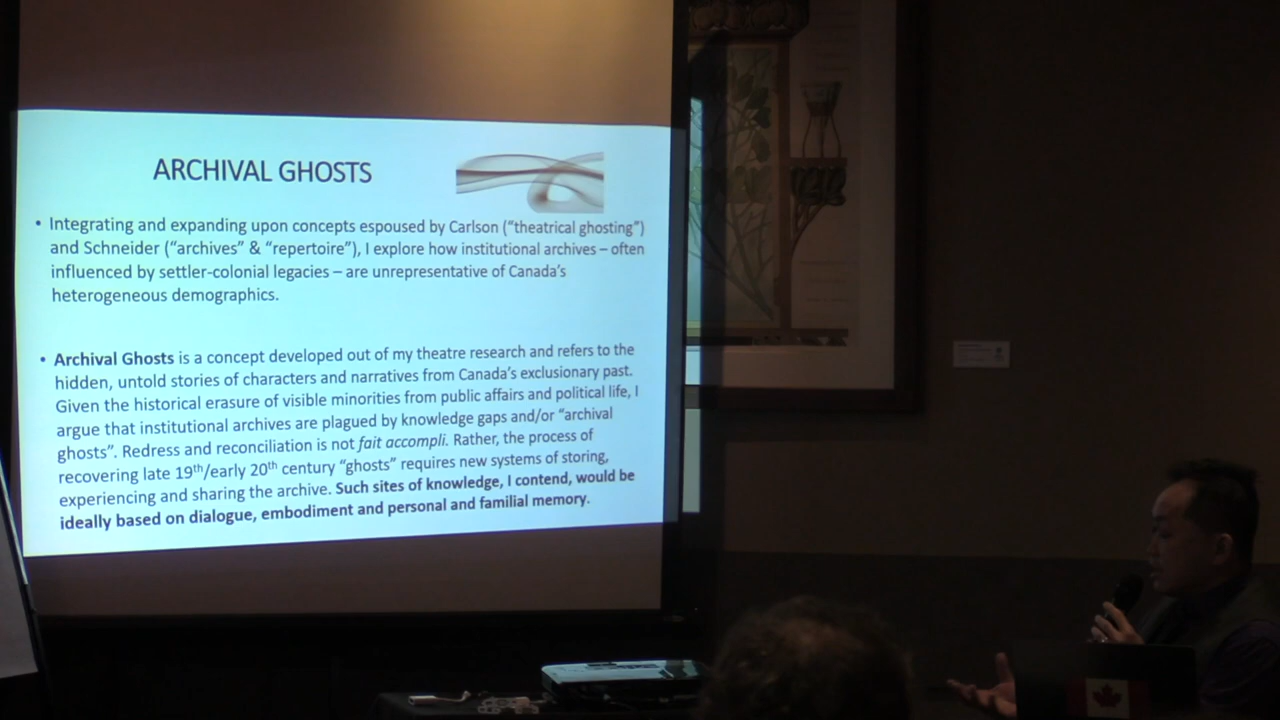 ARCHIVAL GHOSTS
• Integrating and expanding upon concepts espoused by Carlson (“theatrical ghosting”)
and Schneider (“archives” & “repertoire”), I explore how institutional archives – often
influenced by settler-colonial legacies – are unrepresentative of Canada’s
heterogeneous demographics.
• Archival Ghosts is a concept developed out of my theatre research and refers to the
hidden, untold stories of characters and narratives from Canada’s exclusionary past.
Given the historical erasure of visible minorities from public affairs and political life, I
argue that institutional archives are plagued by knowledge gaps and/or “archival
ghosts”. Redress and reconciliation is not fait accompli. Rather, the process of
recovering late 19th/early 20th century “ghosts” requires new systems of storing,
experiencing and sharing the archive. Such sites of knowledge, I contend, would be
ideally based on dialogue, embodiment and personal and familial memory.